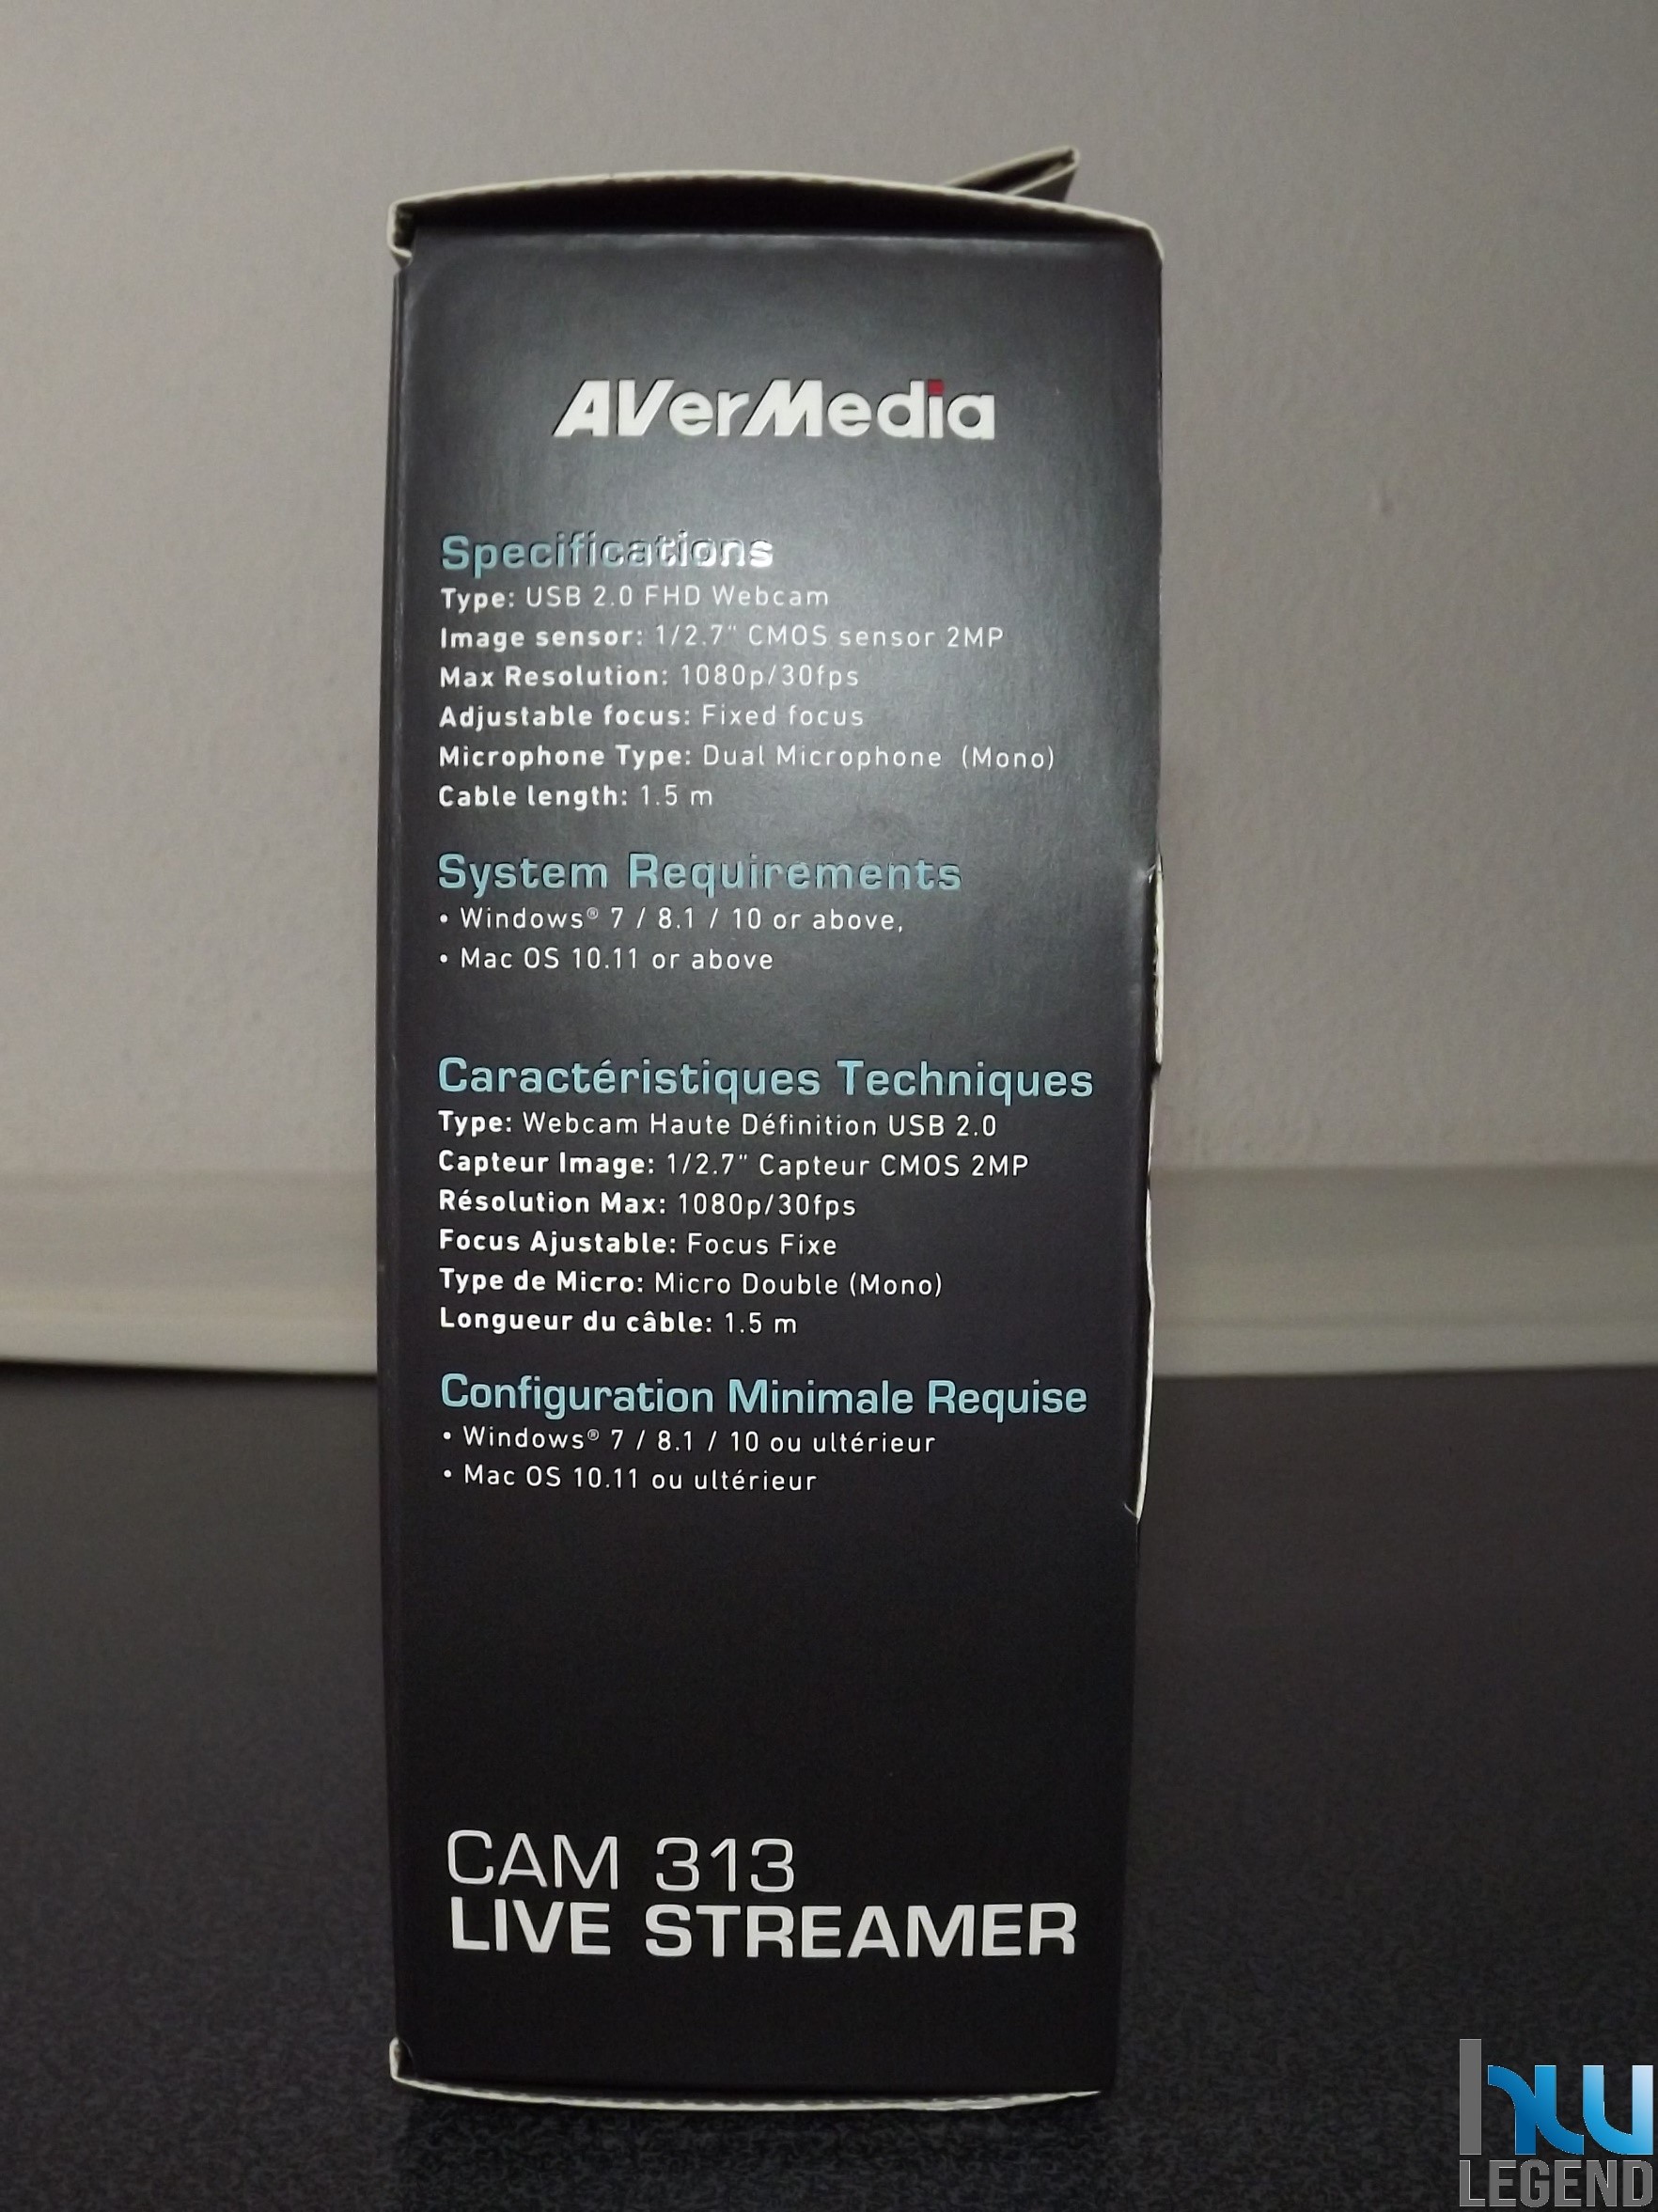 AVerMedia
Specifications
Type: USB 2.0 FHD Webcam
Image sensor: 1/2.7" CMOS sensor 2MP
Max Resolution: 1080p/30fps
Adjustable focus: Fixed focus
Microphone Type: Dual Microphone (Mono)
Cable length: 1.5 m
System Requirements
• Windows® 7 / 8.1 / 10 or above,
• Mac OS 10.11 or above
Caractéristiques Techniques
Type: Webcam Haute Définition USB 2.0
Capteur Image: 1/2.7" Capteur CMOS 2MP
Résolution Max: 1080p/30fps
Focus Ajustable: Focus Fixe
Type de Micro: Micro Double (Mono)
Longueur du câble: 1.5 m
Configuration Minimale Requise
• Windows® 7 / 8.1 / 10 ou ultérieur
• Mac OS 10.11 ou ultérieur
CAM 313
LIVE STREAMER
hw
LEGEND